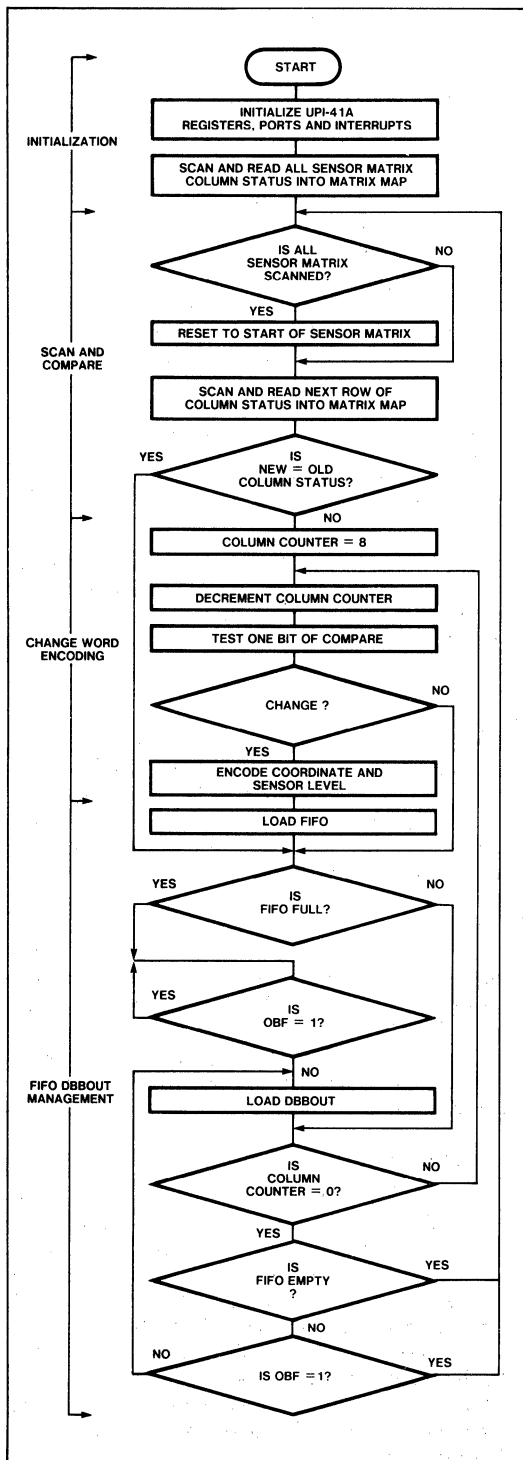 START
INITIALIZE UPI-41A
REGISTERS, PORTS AND INTERRUPTS
INITIALIZATION
SCAN AND READ ALL SENSOR MATRIX
COLUMN STATUS INTO MATRIX MAP
IS ALL
SENSOR MATRIX
SCANNED?
NO
YES
RESET TO START OF SENSOR MATRIX
SCAN AND
COMPARE
SCAN AND READ NEXT ROW OF
COLUMN STATUS INTO MATRIX MAP
YES
IS
NEW = OLD
COLUMN STATUS?
NO
COLUMN COUNTER = 8
DECREMENT COLUMN COUNTER
TEST ONE BIT OF COMPARE
CHANGE WORD
ENCODING
CHANGE ?
NO
YES
ENCODE COORDINATE AND
SENSOR LEVEL
LOAD FIFO
YES
IS
FIFO FULL?
NO
YES
IS
OBF = 1?
NO
FIFO DBBOUT
MANAGEMENT
LOAD DBBOUT
IS
COLUMN
COUNTER = 0?
NO
YES
IS
FIFO EMPTY
?
YES
NO
NO
IS OBF = 1?
YES